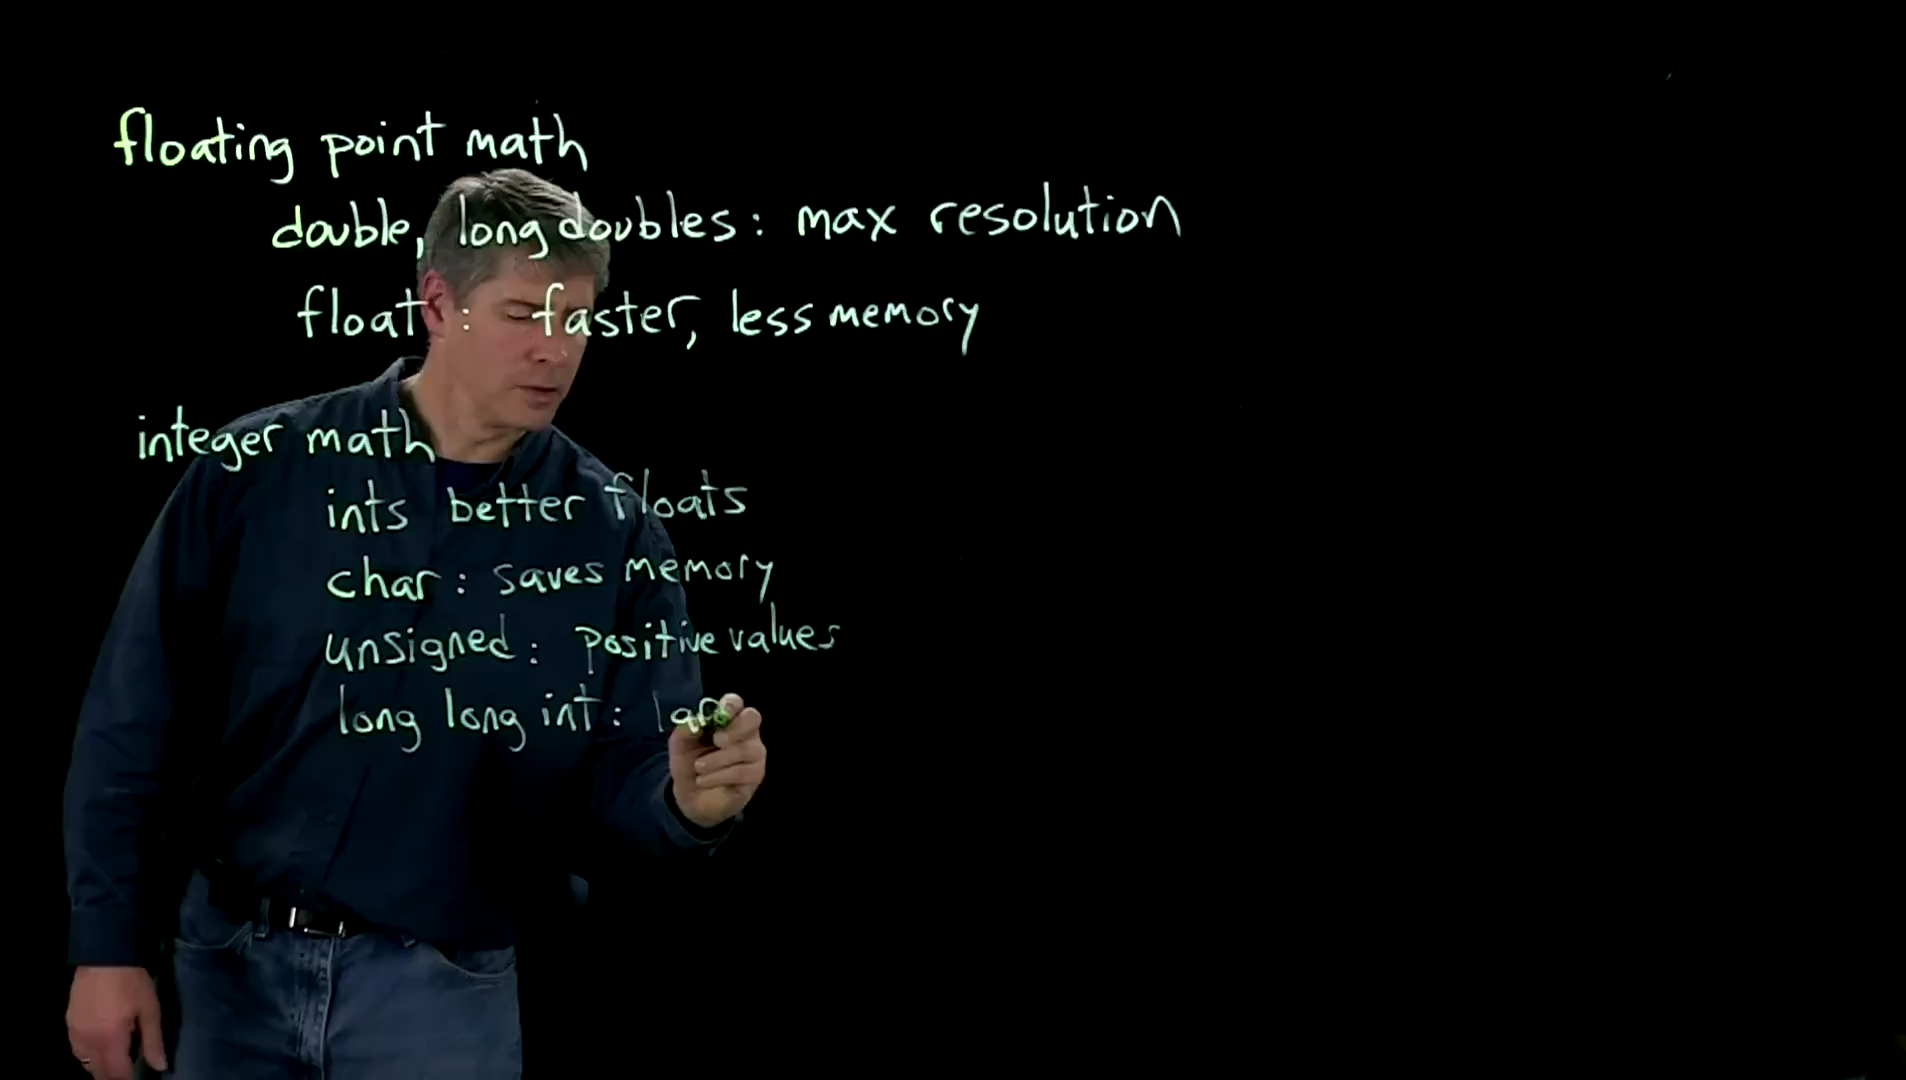 floating point math
double, long doubles: max resolution
float: faster, less memory
integer math
ints better floats
char: saves memory
unsigned: positive values
long long int: